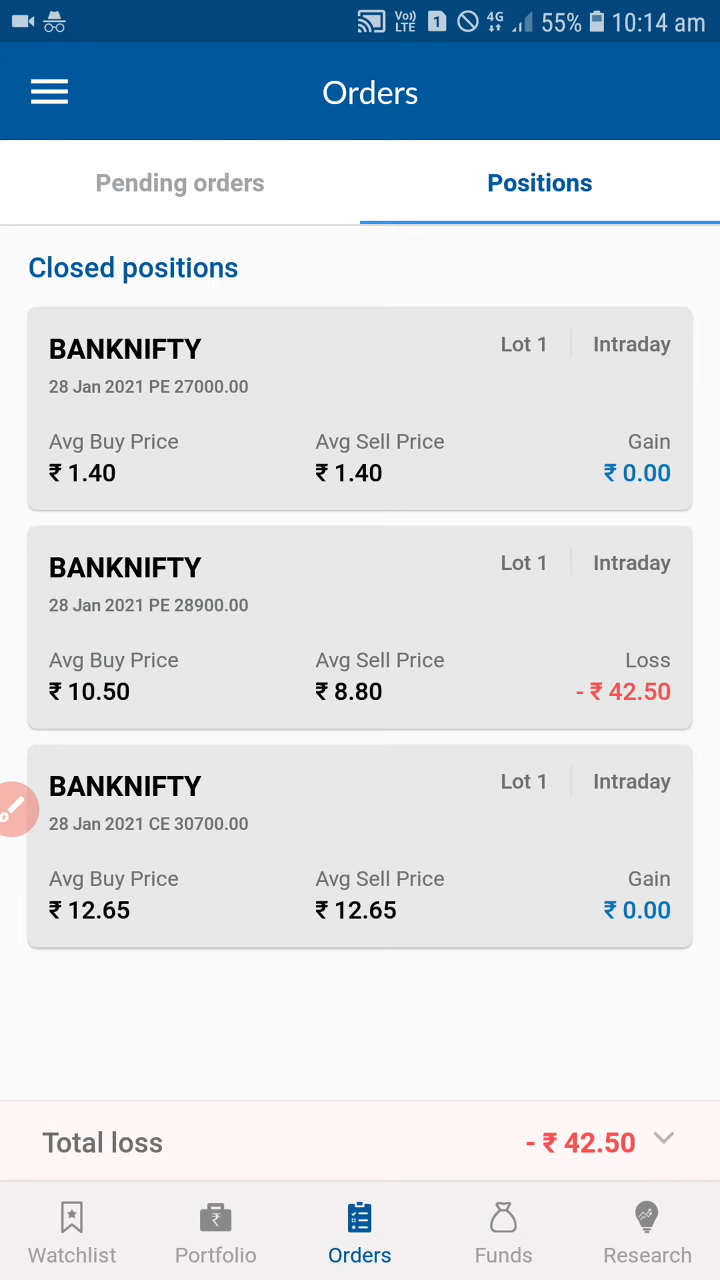 Vo)) LTE 1 4G 55% 10:14 am
Orders
Pending orders Positions
Closed positions
BANKNIFTY Lot 1 Intraday
28 Jan 2021 PE 27000.00
Avg Buy Price Avg Sell Price Gain
₹ 1.40 ₹ 1.40 ₹ 0.00
BANKNIFTY Lot 1 Intraday
28 Jan 2021 PE 28900.00
Avg Buy Price Avg Sell Price Loss
₹ 10.50 ₹ 8.80 - ₹ 42.50
BANKNIFTY Lot 1 Intraday
28 Jan 2021 CE 30700.00
Avg Buy Price Avg Sell Price Gain
₹ 12.65 ₹ 12.65 ₹ 0.00
Total loss - ₹ 42.50
Watchlist Portfolio Orders Funds Research